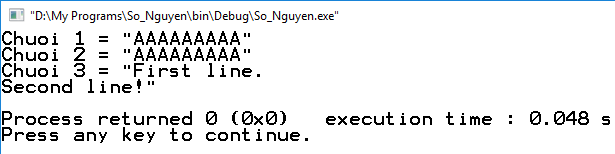 "D:\My Programs\So_Nguyen\bin\Debug\So_Nguyen.exe"
Chuoi 1 = "AAAAAAAAA"
Chuoi 2 = "AAAAAAAAA"
Chuoi 3 = "First line.
Second line!"
Process returned 0 (0x0)   execution time : 0.048 s
Press any key to continue.